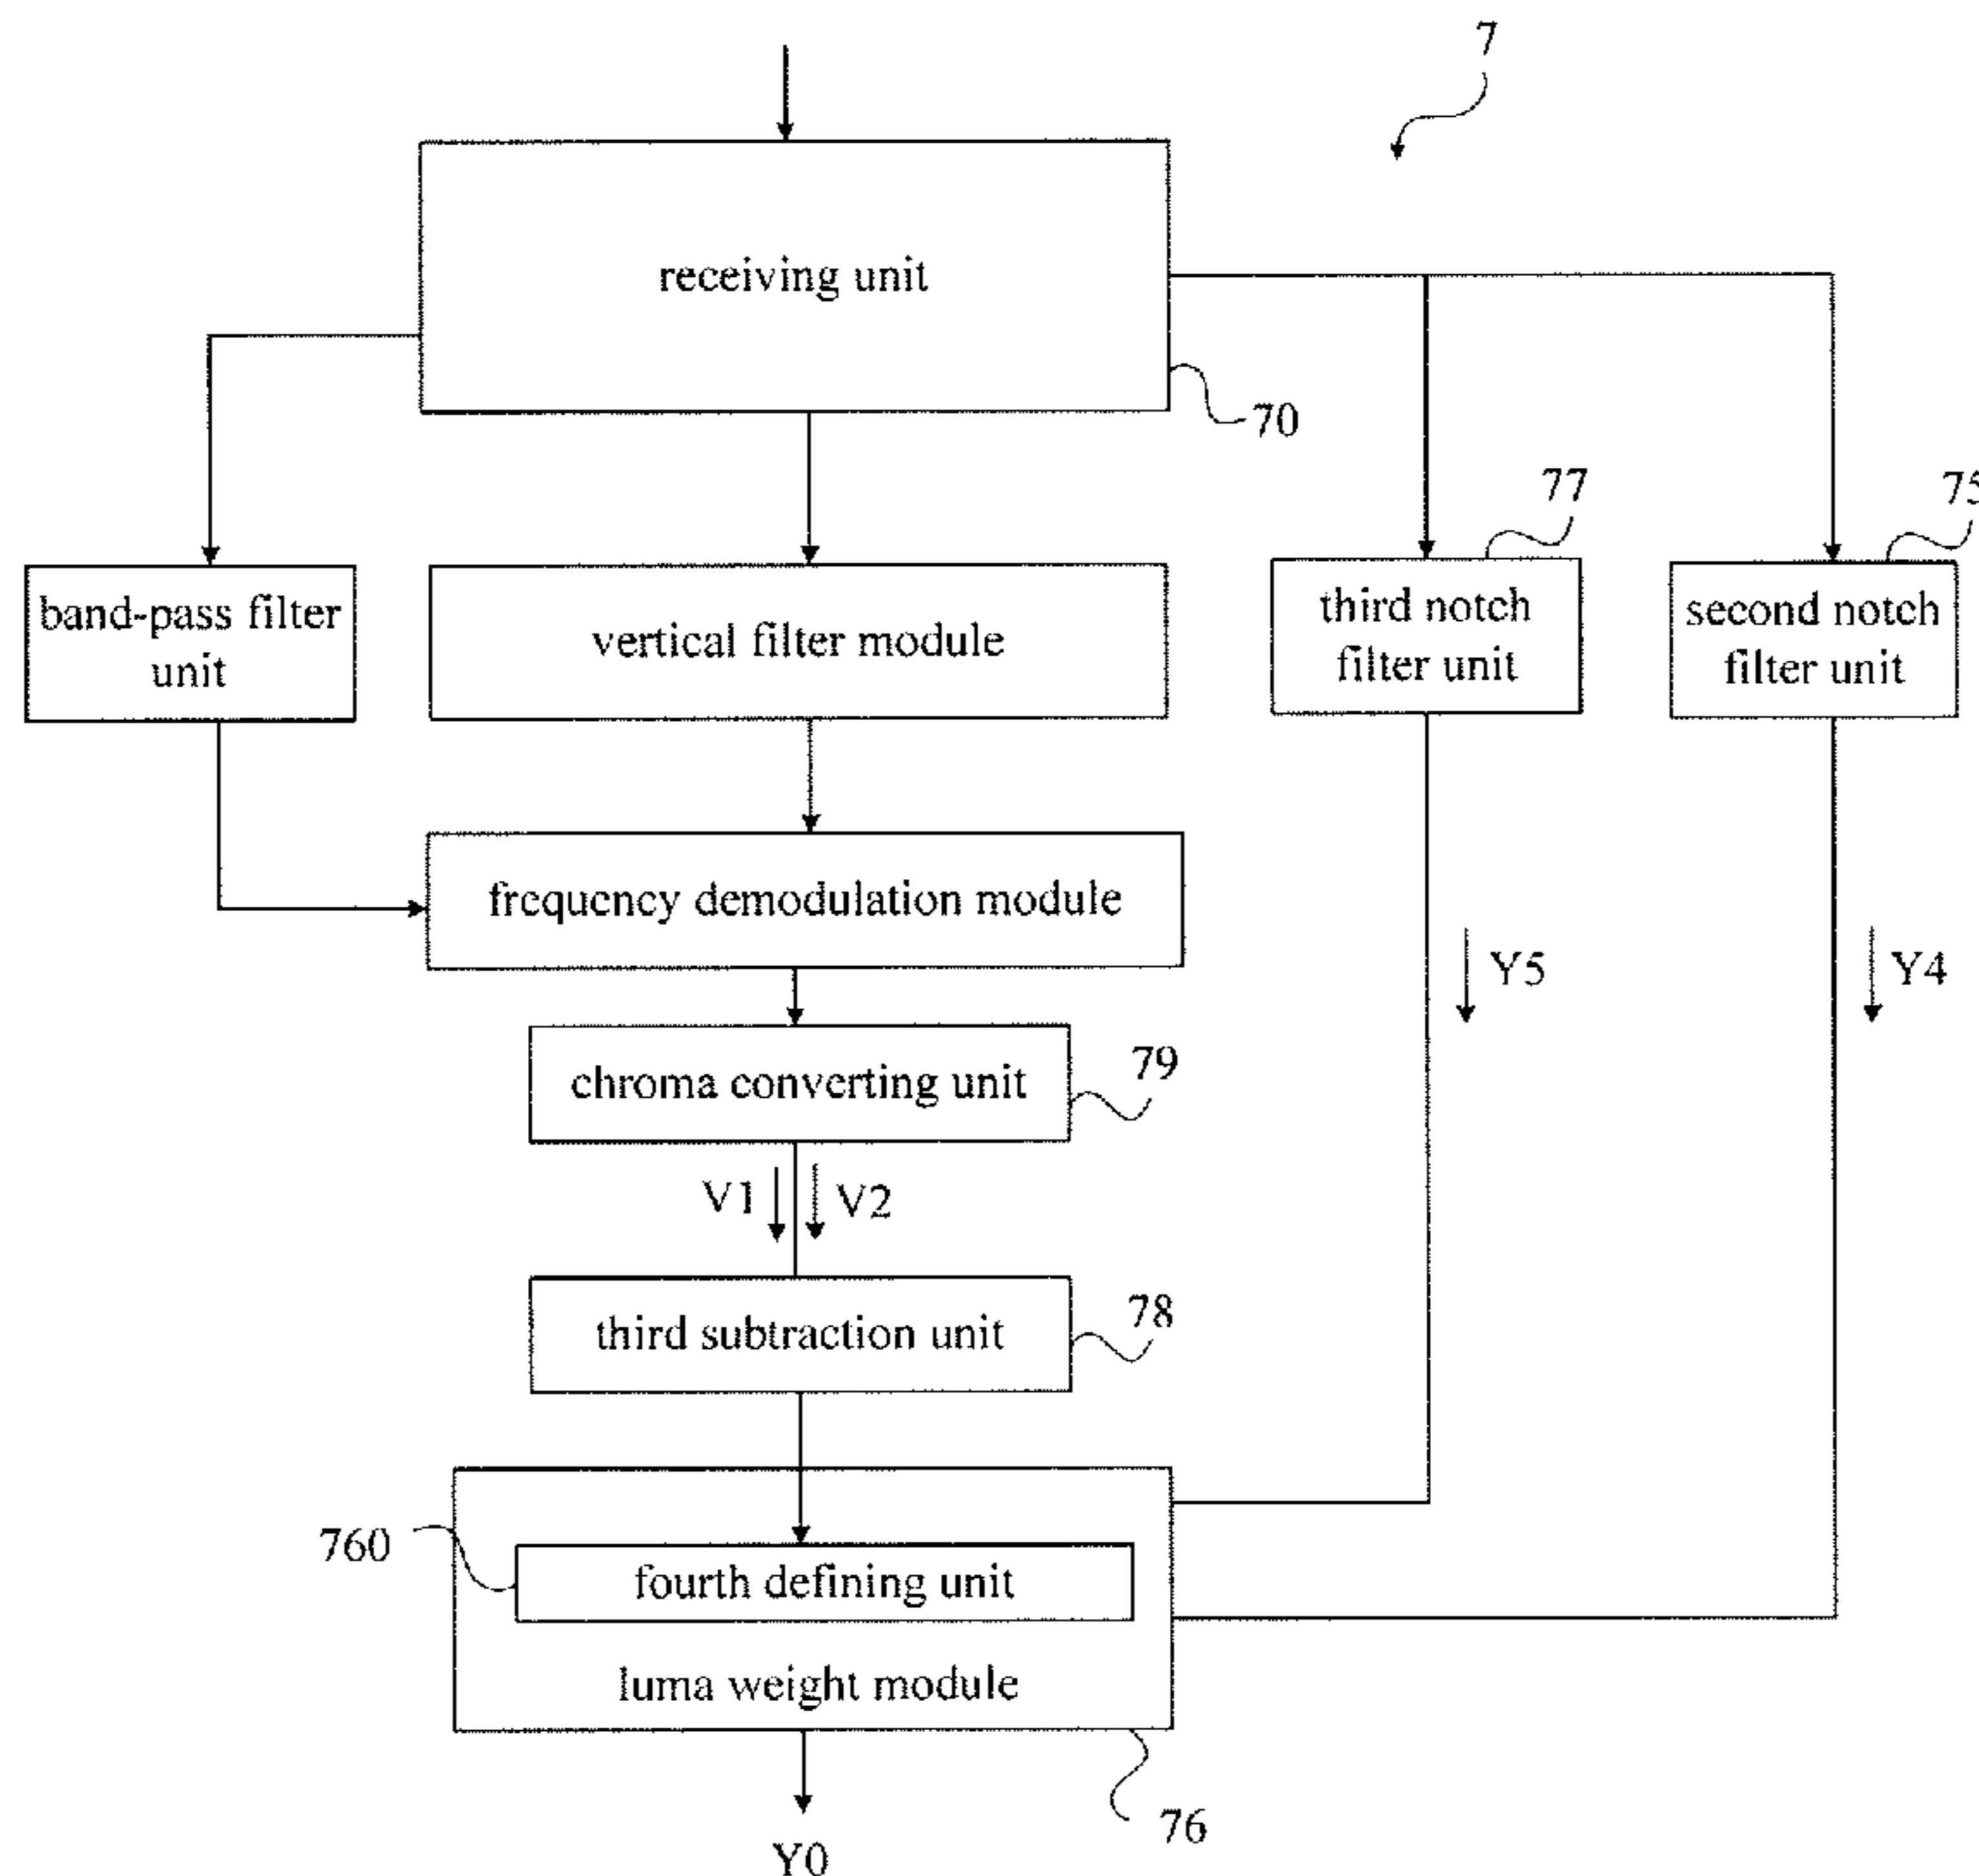 7
receiving unit
70
77
75
band-pass filter
unit
vertical filter module
third notch
filter unit
second notch
filter unit
frequency demodulation module
Y5
Y4
chroma converting unit
79
V1
V2
third subtraction unit
78
760
fourth defining unit
luma weight module
76
Y0